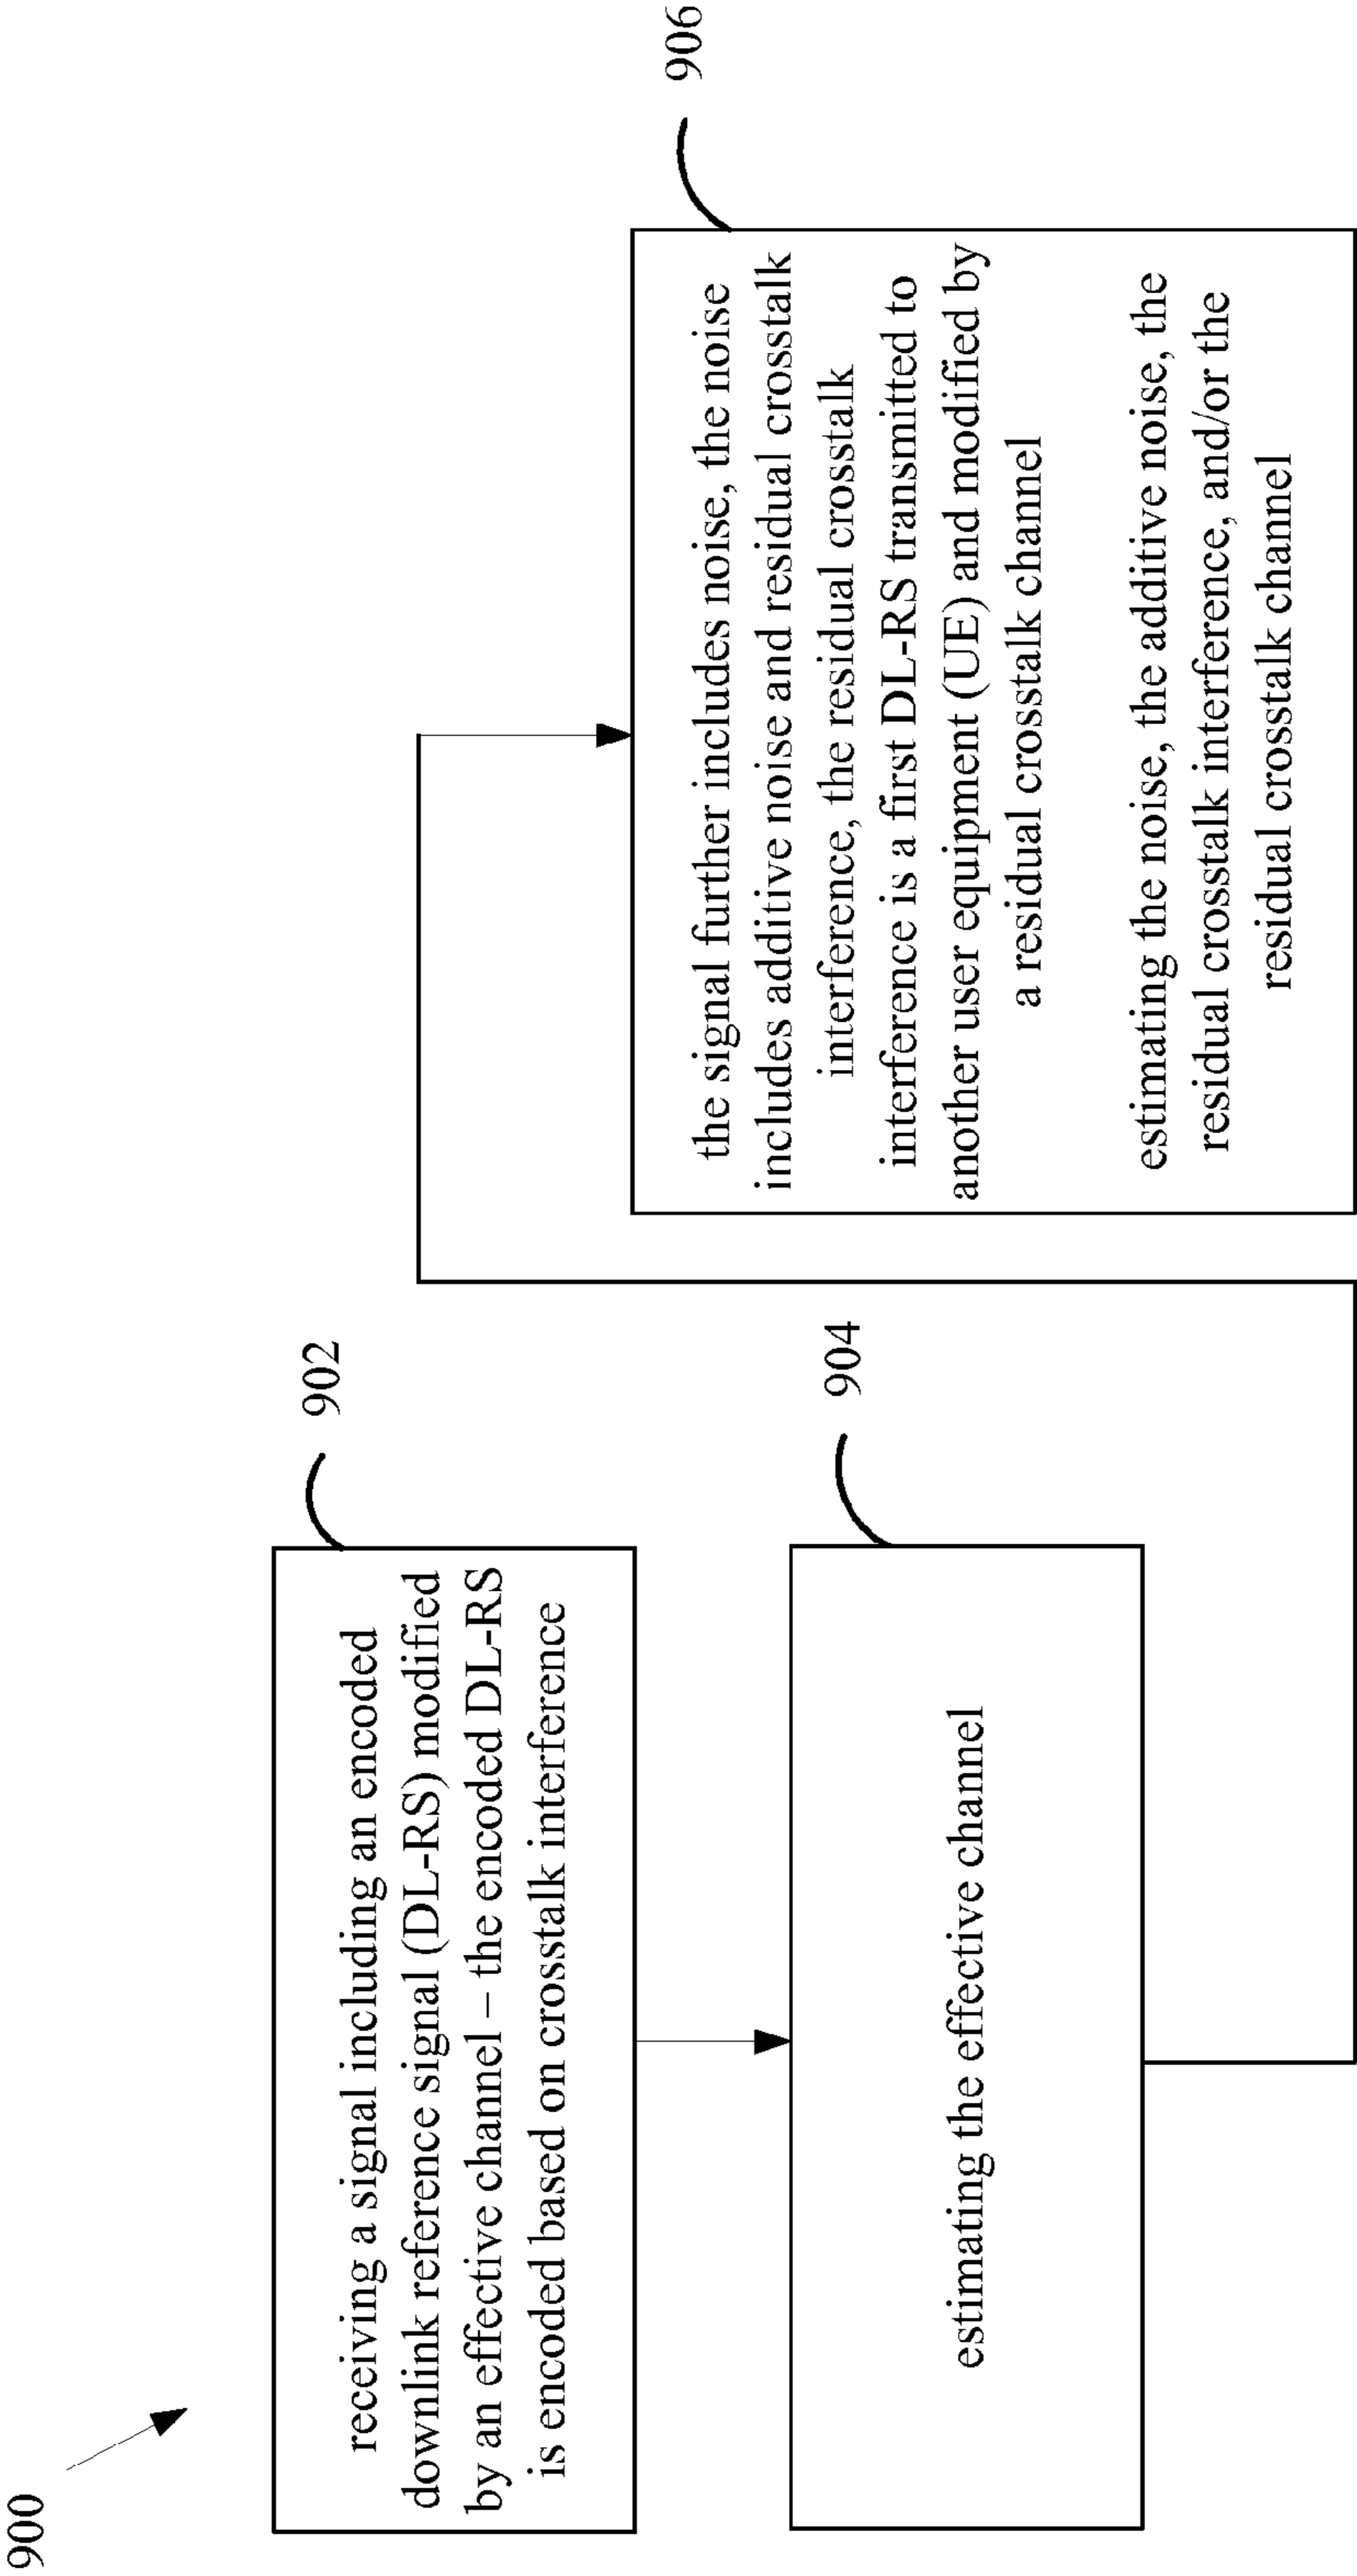 900
902
receiving a signal including an encoded
downlink reference signal (DL-RS) modified
by an effective channel – the encoded DL-RS
is encoded based on crosstalk interference
904
estimating the effective channel
906
the signal further includes noise, the noise
includes additive noise and residual crosstalk
interference, the residual crosstalk
interference is a first DL-RS transmitted to
another user equipment (UE) and modified by
a residual crosstalk channel
estimating the noise, the additive noise, the
residual crosstalk interference, and/or the
residual crosstalk channel